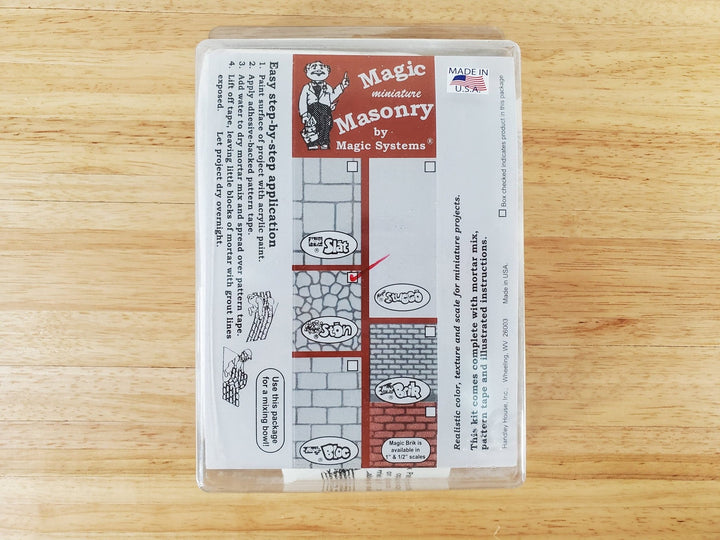 Magic
miniature
Masonry
by
Magic Systems®
MADE IN
U.S.A.
Easy step-by-step application
1. Paint surface of project with acrylic paint.
2. Apply adhesive-backed pattern tape.
3. Add water to dry mortar mix and spread over pattern tape.
4. Lift off tape, leaving little blocks of mortar with grout lines
exposed. Let project dry overnight.
Use this package
for a mixing bowl!
Slat
®
Stucco
®
Ston
®
Brik
®
Bloc
®
Magic Brik is
available in
1" & 1/2" scales
Realistic color, texture and scale for miniature projects.
This kit comes complete with mortar mix,
pattern tape and illustrated instructions.
Box checked indicates product in this package
Handley House, Inc., Wheeling, WV 26003 Made in USA.